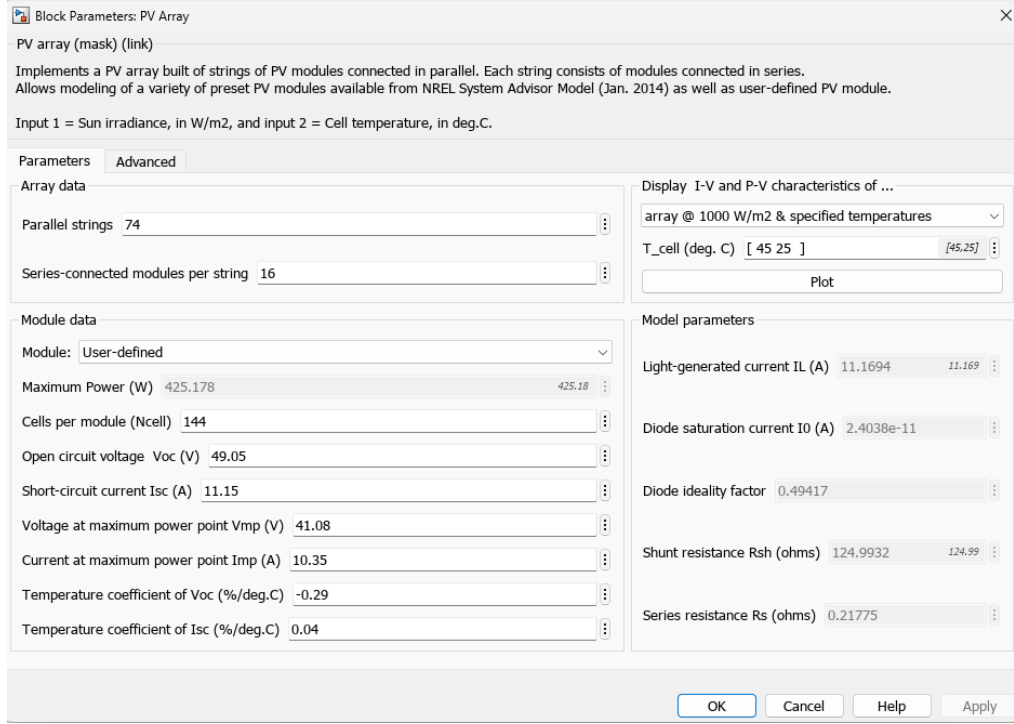 Block Parameters: PV Array
PV array (mask) (link)
Implements a PV array built of strings of PV modules connected in parallel. Each string consists of modules connected in series.
Allows modeling of a variety of preset PV modules available from NREL System Advisor Model (Jan. 2014) as well as user-defined PV module.
Input 1 = Sun irradiance, in W/m2, and input 2 = Cell temperature, in deg.C.
Parameters Advanced
Array data
Parallel strings 74
Series-connected modules per string 16
Display I-V and P-V characteristics of ...
array @ 1000 W/m2 & specified temperatures
T_cell (deg. C) [ 45 25 ] [45,25]
Plot
Module data
Module: User-defined
Maximum Power (W) 425.178 425.18
Cells per module (Ncell) 144
Open circuit voltage Voc (V) 49.05
Short-circuit current Isc (A) 11.15
Voltage at maximum power point Vmp (V) 41.08
Current at maximum power point Imp (A) 10.35
Temperature coefficient of Voc (%/deg.C) -0.29
Temperature coefficient of Isc (%/deg.C) 0.04
Model parameters
Light-generated current IL (A) 11.1694 11.169
Diode saturation current I0 (A) 2.4038e-11
Diode ideality factor 0.49417
Shunt resistance Rsh (ohms) 124.9932 124.99
Series resistance Rs (ohms) 0.21775
OK Cancel Help Apply